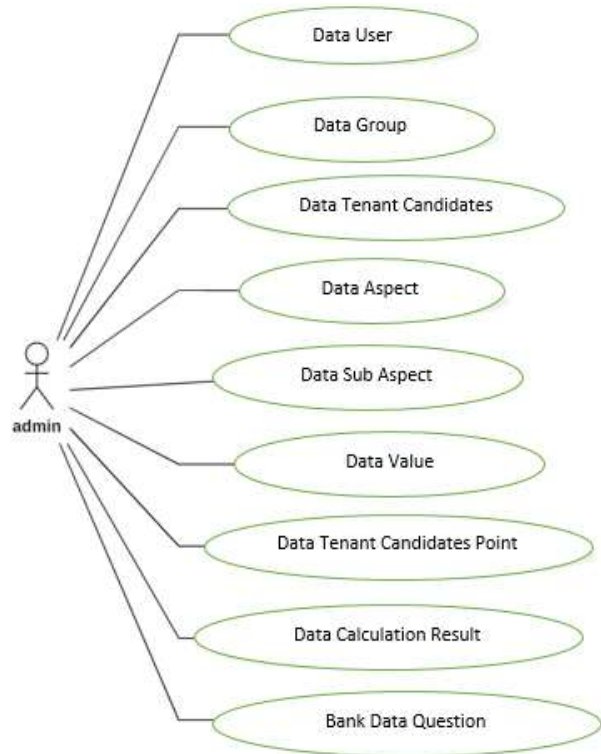 Data User
Data Group
Data Tenant Candidates
Data Aspect
Data Sub Aspect
admin
Data Value
Data Tenant Candidates Point
Data Calculation Result
Bank Data Question